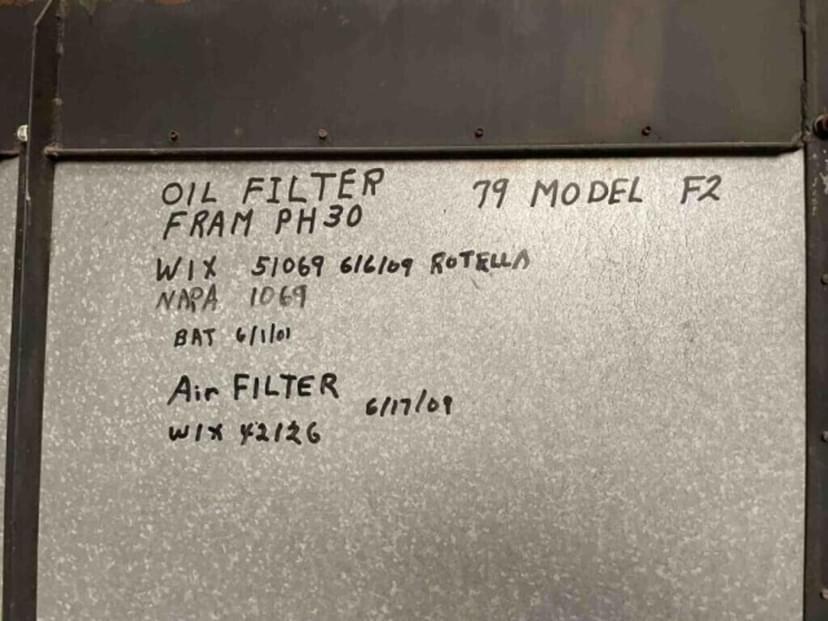 OIL FILTER 79 MODEL F2
FRAM PH30
WIX 51069 6/6/09 ROTELLA
NAPA 1069
BAT 6/1/01
Air FILTER
6/17/09
WIX 42126